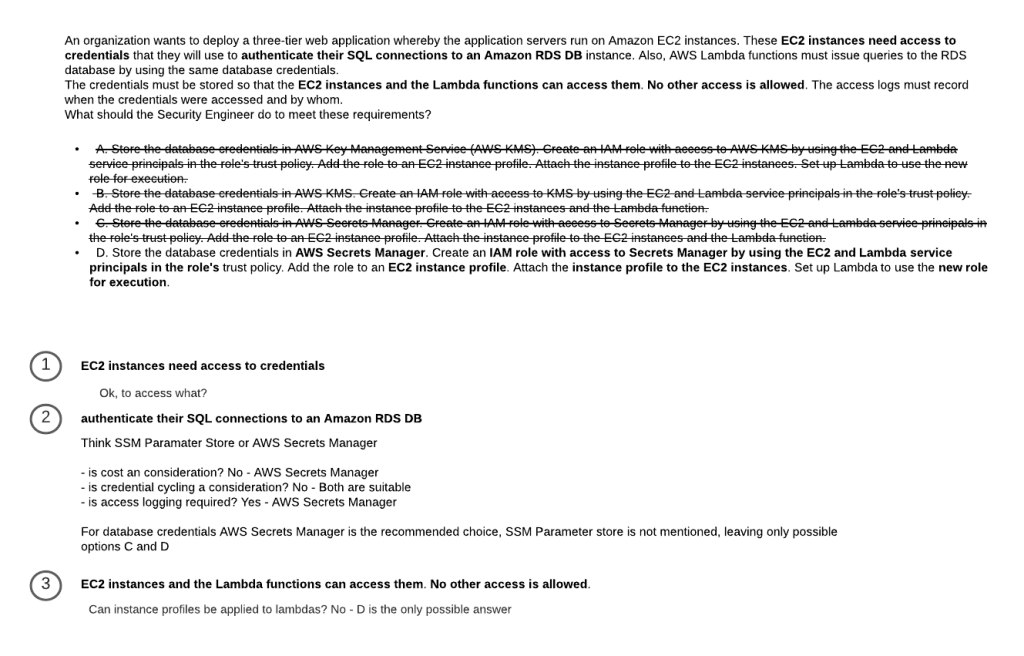 An organization wants to deploy a three-tier web application whereby the application servers run on Amazon EC2 instances. These EC2 instances need access to
credentials that they will use to authenticate their SQL connections to an Amazon RDS DB instance. Also, AWS Lambda functions must issue queries to the RDS
database by using the same database credentials.
The credentials must be stored so that the EC2 instances and the Lambda functions can access them. No other access is allowed. The access logs must record
when the credentials were accessed and by whom.
What should the Security Engineer do to meet these requirements?
• A. Store the database credentials in AWS Key Management Service (AWS KMS). Create an IAM role with access to AWS KMS by using the EC2 and Lambda
service principals in the role's trust policy. Add the role to an EC2 instance profile. Attach the instance profile to the EC2 instances. Set up Lambda to use the new
role for execution.
• B. Store the database credentials in AWS KMS. Create an IAM role with access to KMS by using the EC2 and Lambda service principals in the role's trust policy.
Add the role to an EC2 instance profile. Attach the instance profile to the EC2 instances and the Lambda function.
• C. Store the database credentials in AWS Secrets Manager. Create an IAM role with access to Secrets Manager by using the EC2 and Lambda service principals in
the role's trust policy. Add the role to an EC2 instance profile. Attach the instance profile to the EC2 instances and the Lambda function.
• D. Store the database credentials in AWS Secrets Manager. Create an IAM role with access to Secrets Manager by using the EC2 and Lambda service
principals in the role's trust policy. Add the role to an EC2 instance profile. Attach the instance profile to the EC2 instances. Set up Lambda to use the new role
for execution.
1 EC2 instances need access to credentials
Ok, to access what?
2 authenticate their SQL connections to an Amazon RDS DB
Think SSM Paramater Store or AWS Secrets Manager
- is cost an consideration? No - AWS Secrets Manager
- is credential cycling a consideration? No - Both are suitable
- is access logging required? Yes - AWS Secrets Manager
For database credentials AWS Secrets Manager is the recommended choice, SSM Parameter store is not mentioned, leaving only possible
options C and D
3 EC2 instances and the Lambda functions can access them. No other access is allowed.
Can instance profiles be applied to lambdas? No - D is the only possible answer